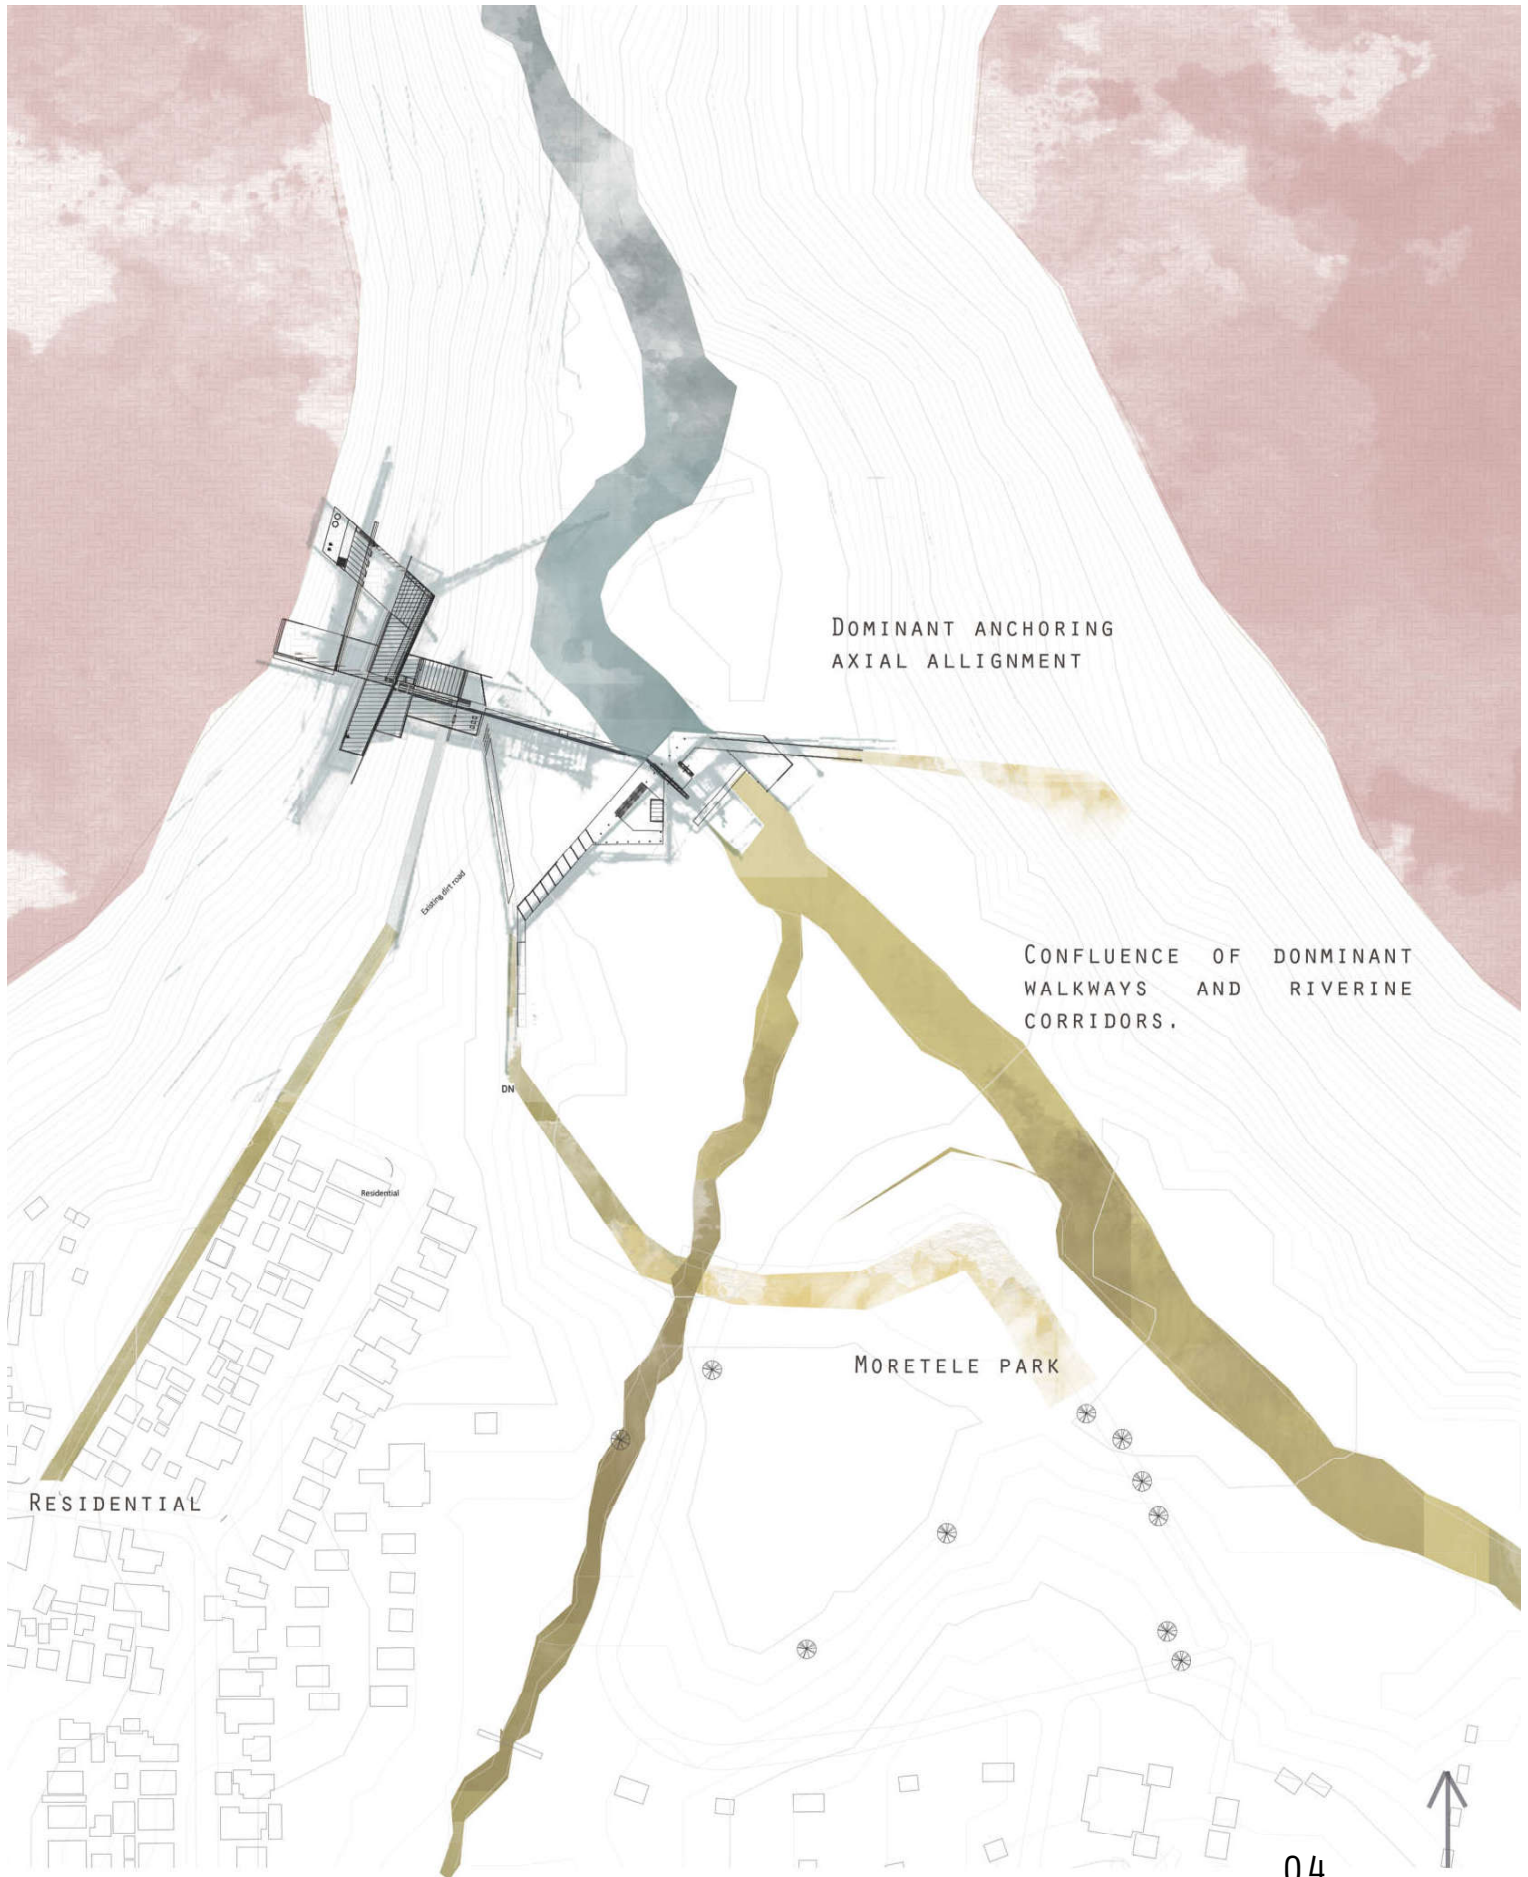 DOMINANT ANCHORING
AXIAL ALLIGNMENT
Existing dirt road
CONFLUENCE OF DONMINANT
WALKWAYS AND RIVERINE
CORRIDORS.
DN
Residential
MORETELE PARK
RESIDENTIAL
04